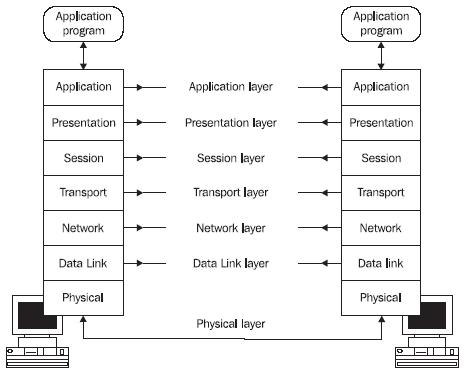 Application
program
Application
program
Application
Application layer
Application
Presentation
Presentation layer
Presentation
Session
Session layer
Session
Transport
Transport layer
Transport
Network
Network layer
Network
Data Link
Data Link layer
Data link
Physical
Physical
Physical layer